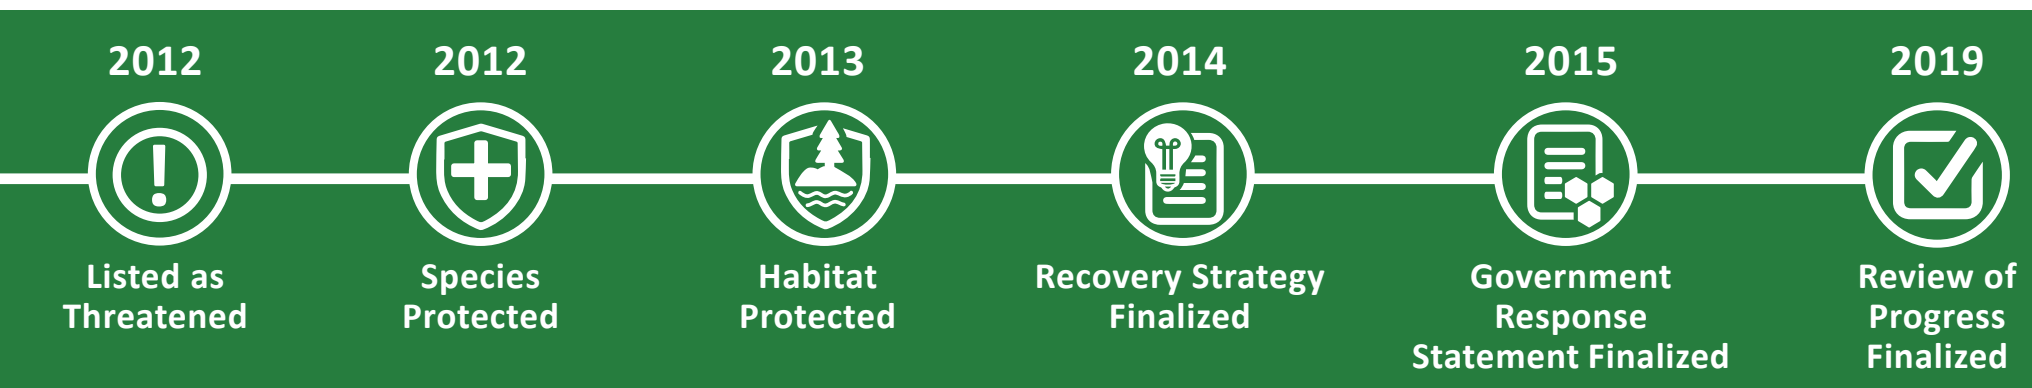 2012
Listed as
Threatened
2012
Species
Protected
2013
Habitat
Protected
2014
Recovery Strategy
Finalized
2015
Government
Response
Statement Finalized
2019
Review of
Progress
Finalized